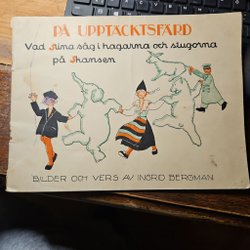 PÅ UPPTÄCKTSFÄRD
Vad Stina såg i hagarna och stugorna
på Skansen
BILDER OCH VERS AV INGRID BERGMAN